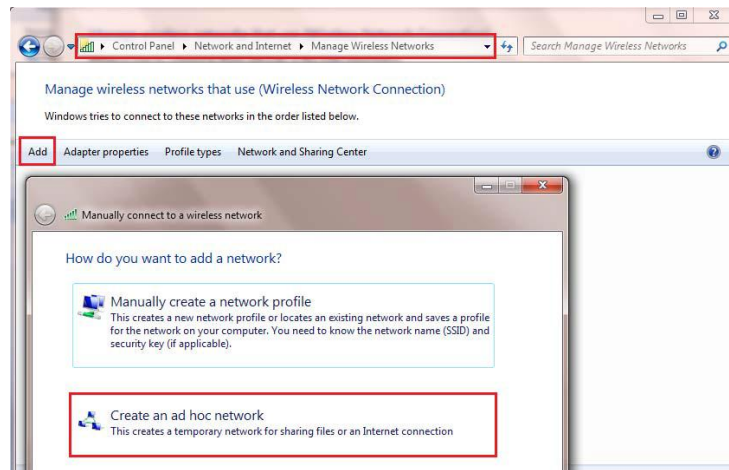 Control Panel Network and Internet Manage Wireless Networks
Search Manage Wireless Networks
Manage wireless networks that use (Wireless Network Connection)
Windows tries to connect to these networks in the order listed below.
Add Adapter properties Profile types Network and Sharing Center
Manually connect to a wireless network
How do you want to add a network?
Manually create a network profile
This creates a new network profile or locates an existing network and saves a profile
for the network on your computer. You need to know the network name (SSID) and
security key (if applicable).
Create an ad hoc network
This creates a temporary network for sharing files or an Internet connection